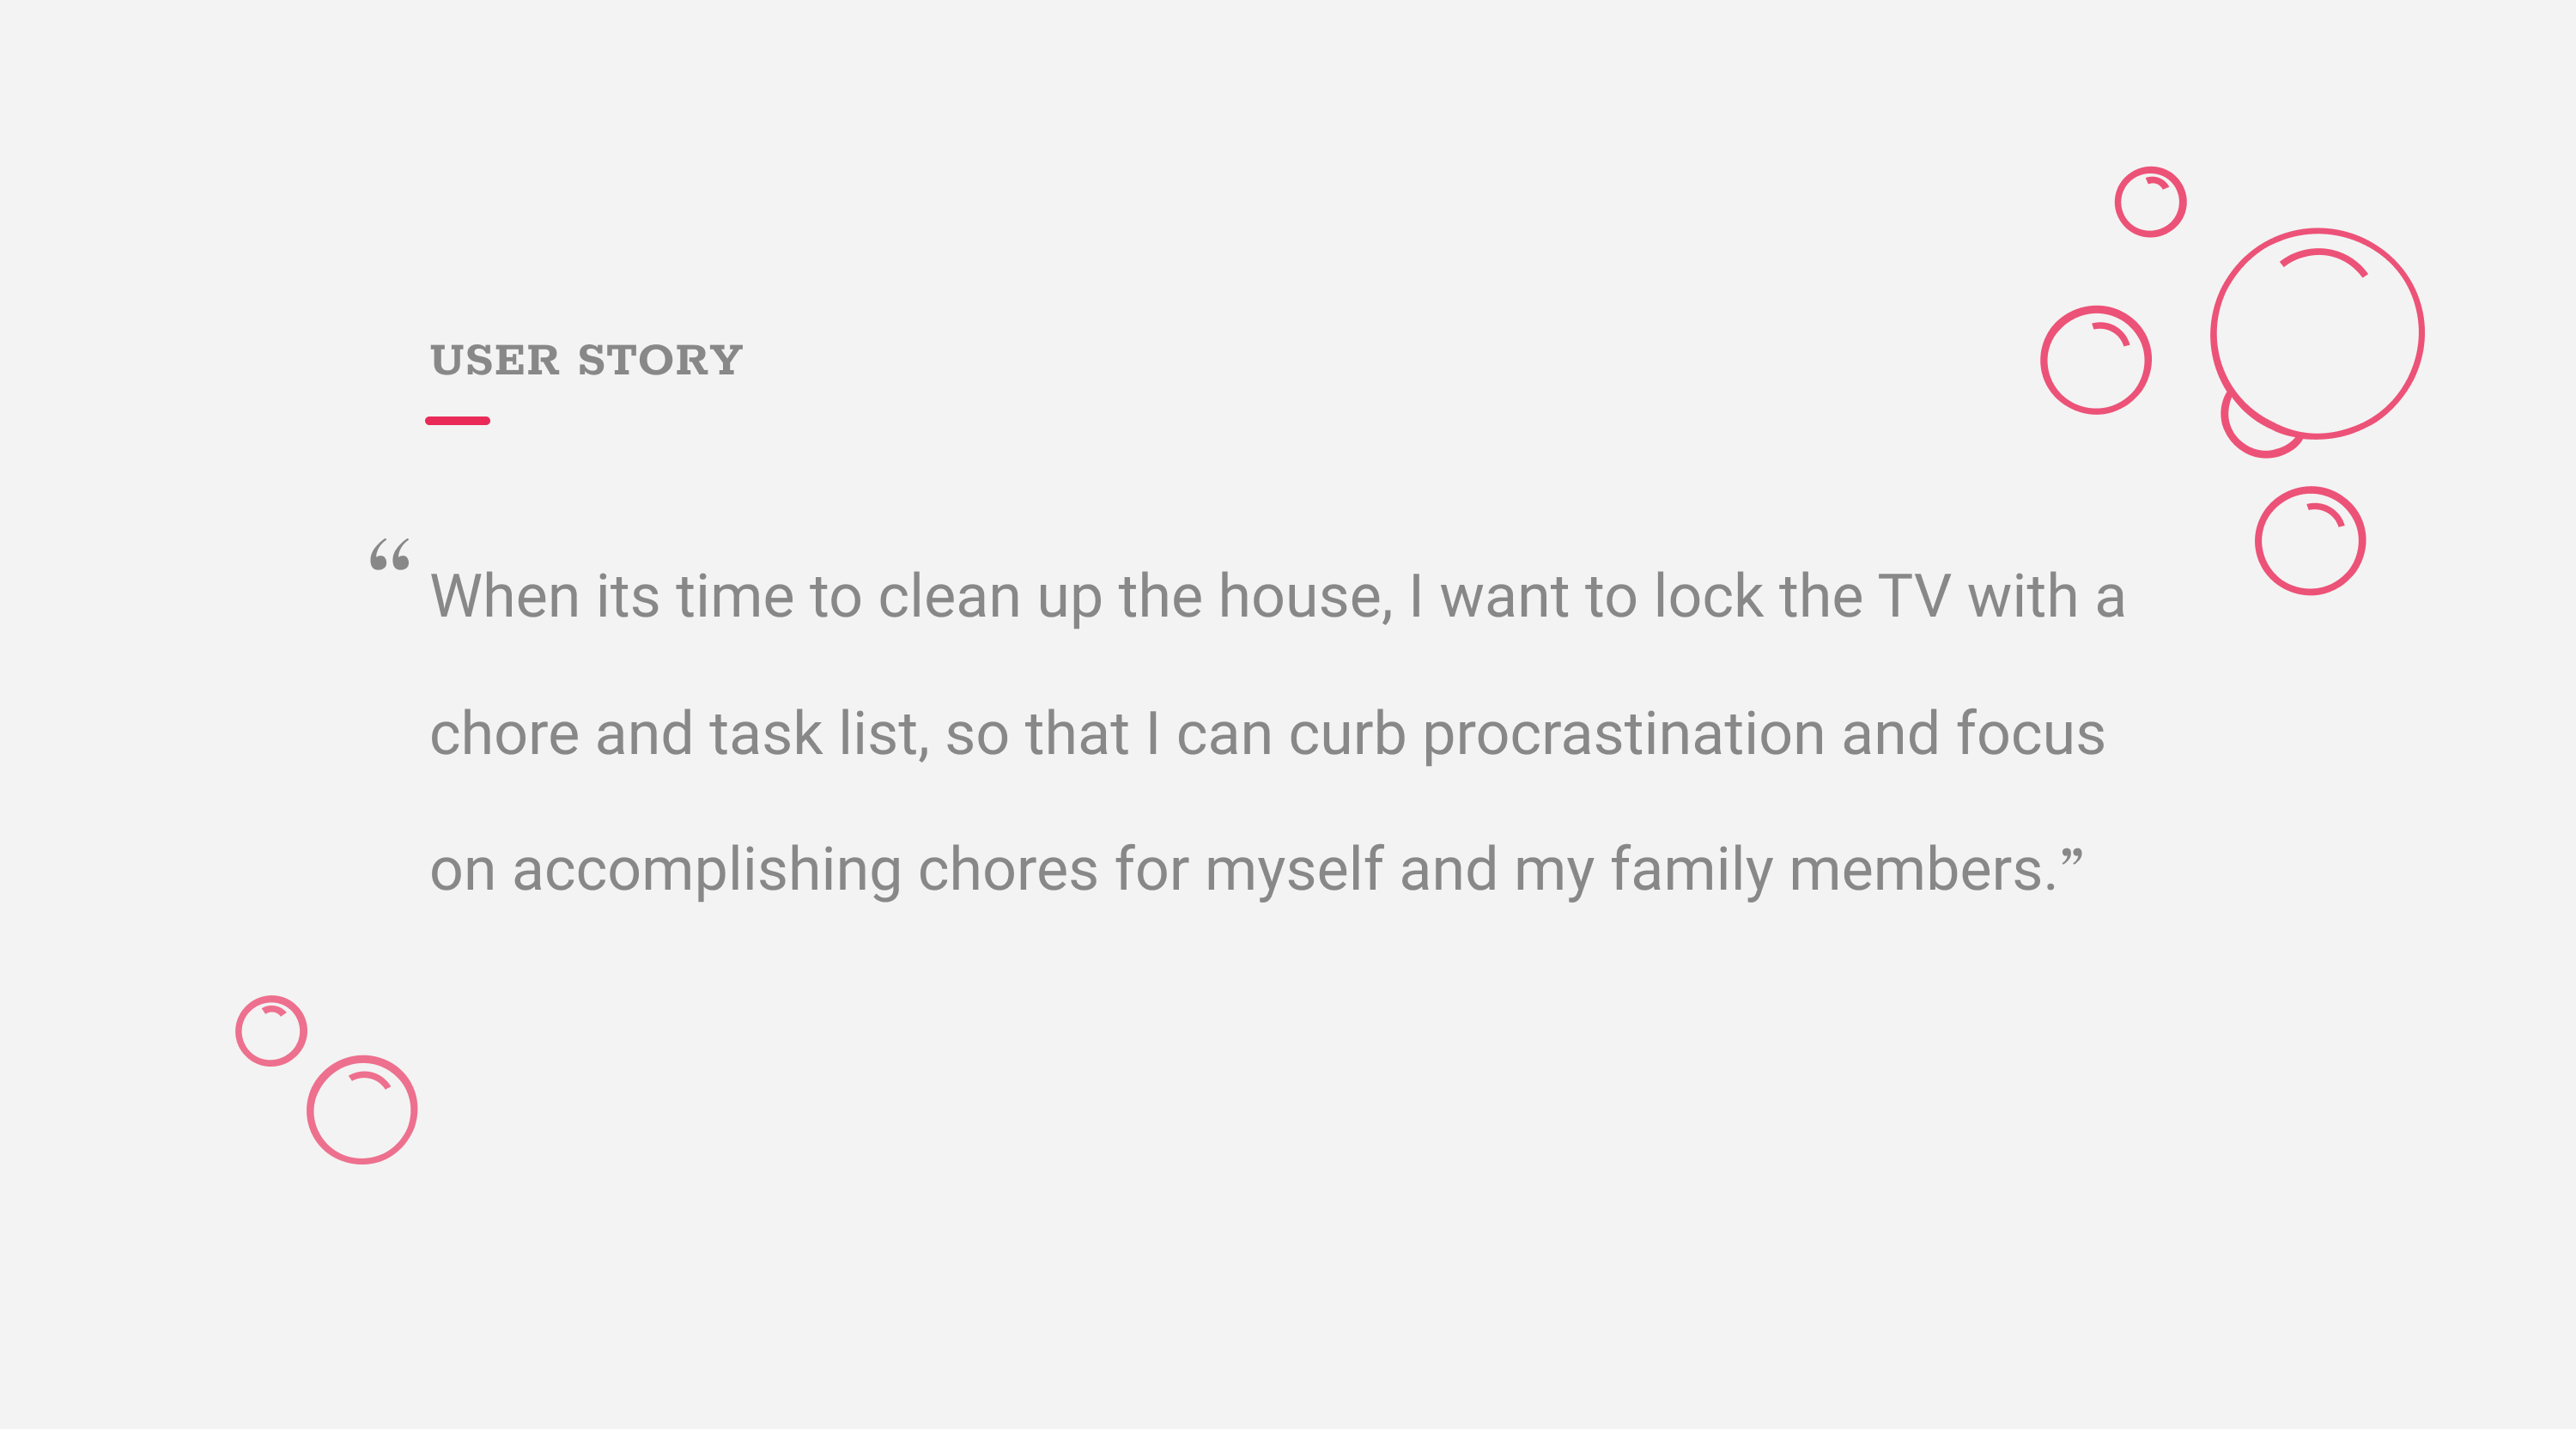 USER STORY
“When its time to clean up the house, I want to lock the TV with a
chore and task list, so that I can curb procrastination and focus
on accomplishing chores for myself and my family members.”